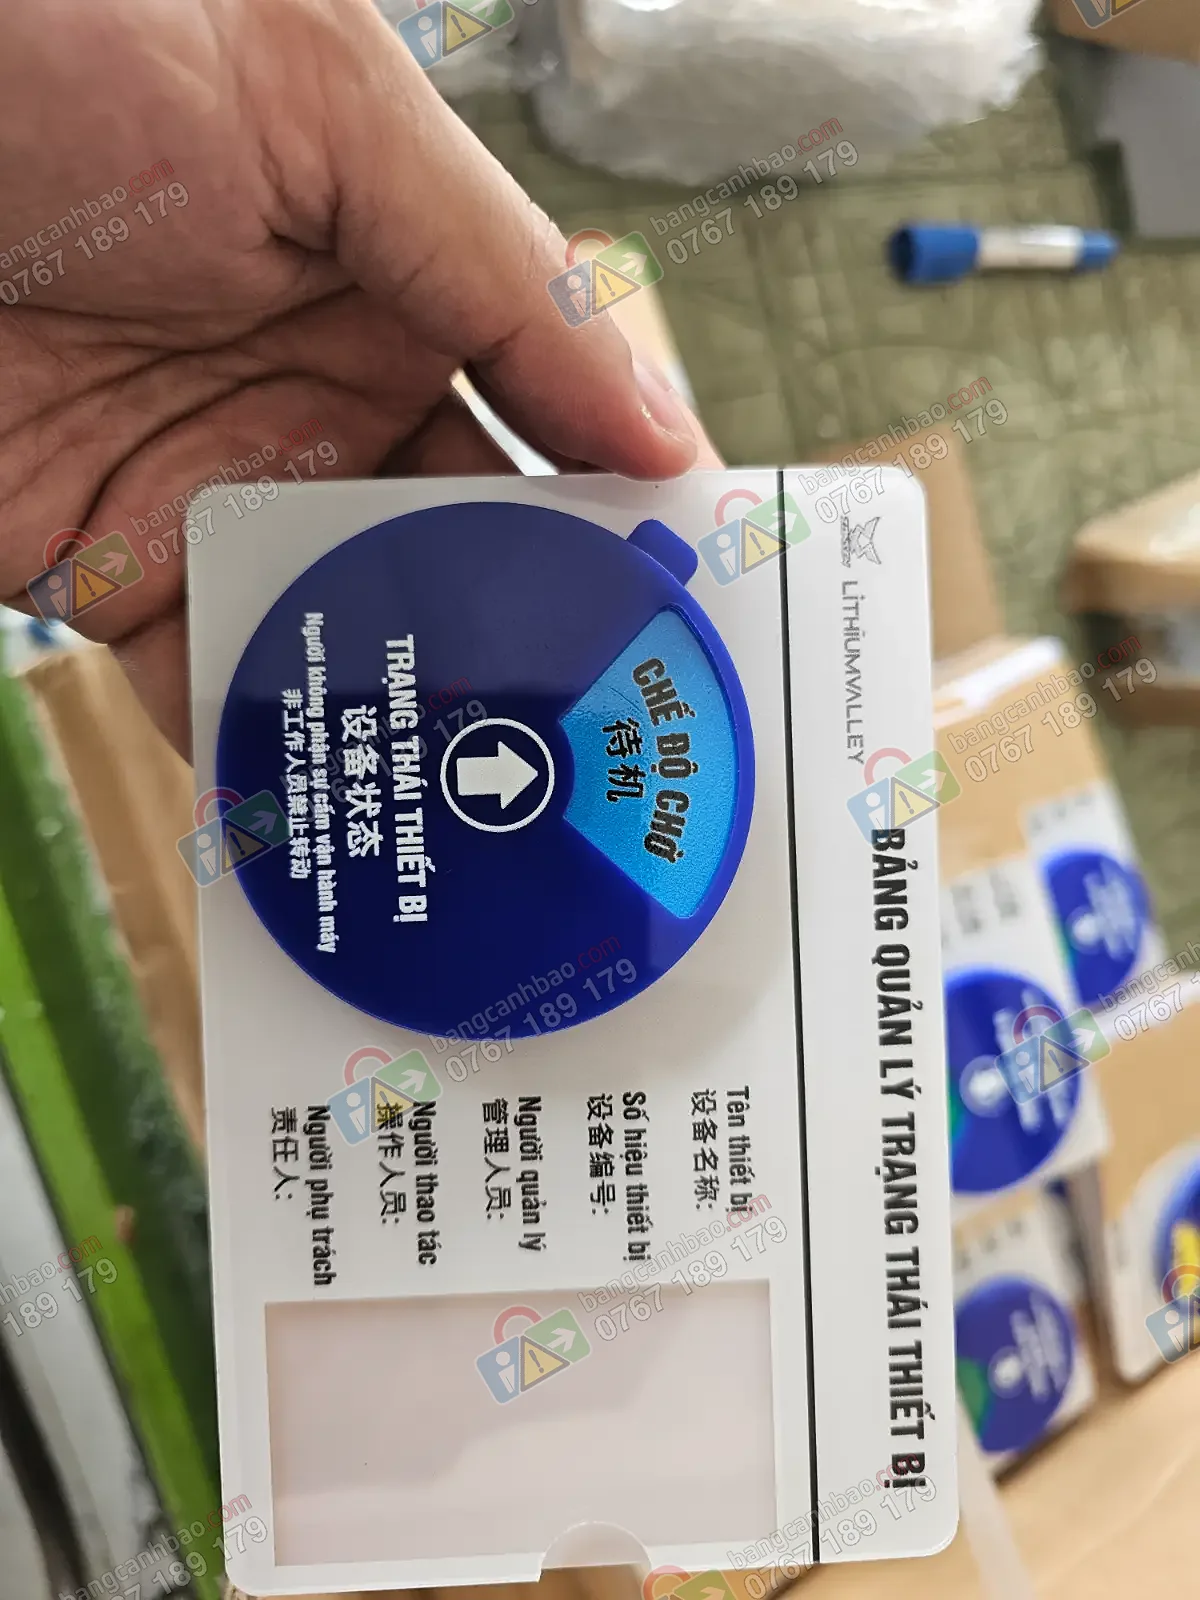 LITHIUMVALLEY
BẢNG QUẢN LÝ TRẠNG THÁI THIẾT BỊ
CHẾ ĐỘ CHỜ
待机
TRẠNG THÁI THIẾT BỊ
设备状态
Người không phận sự cấm vận hành máy
非工作人员禁止转动
Tên thiết bị
设备名称:
Số hiệu thiết bị
设备编号:
Người quản lý
管理人员:
Người thao tác
操作人员:
Người phụ trách
责任人:
bangcanhbao.com
0767 189 179